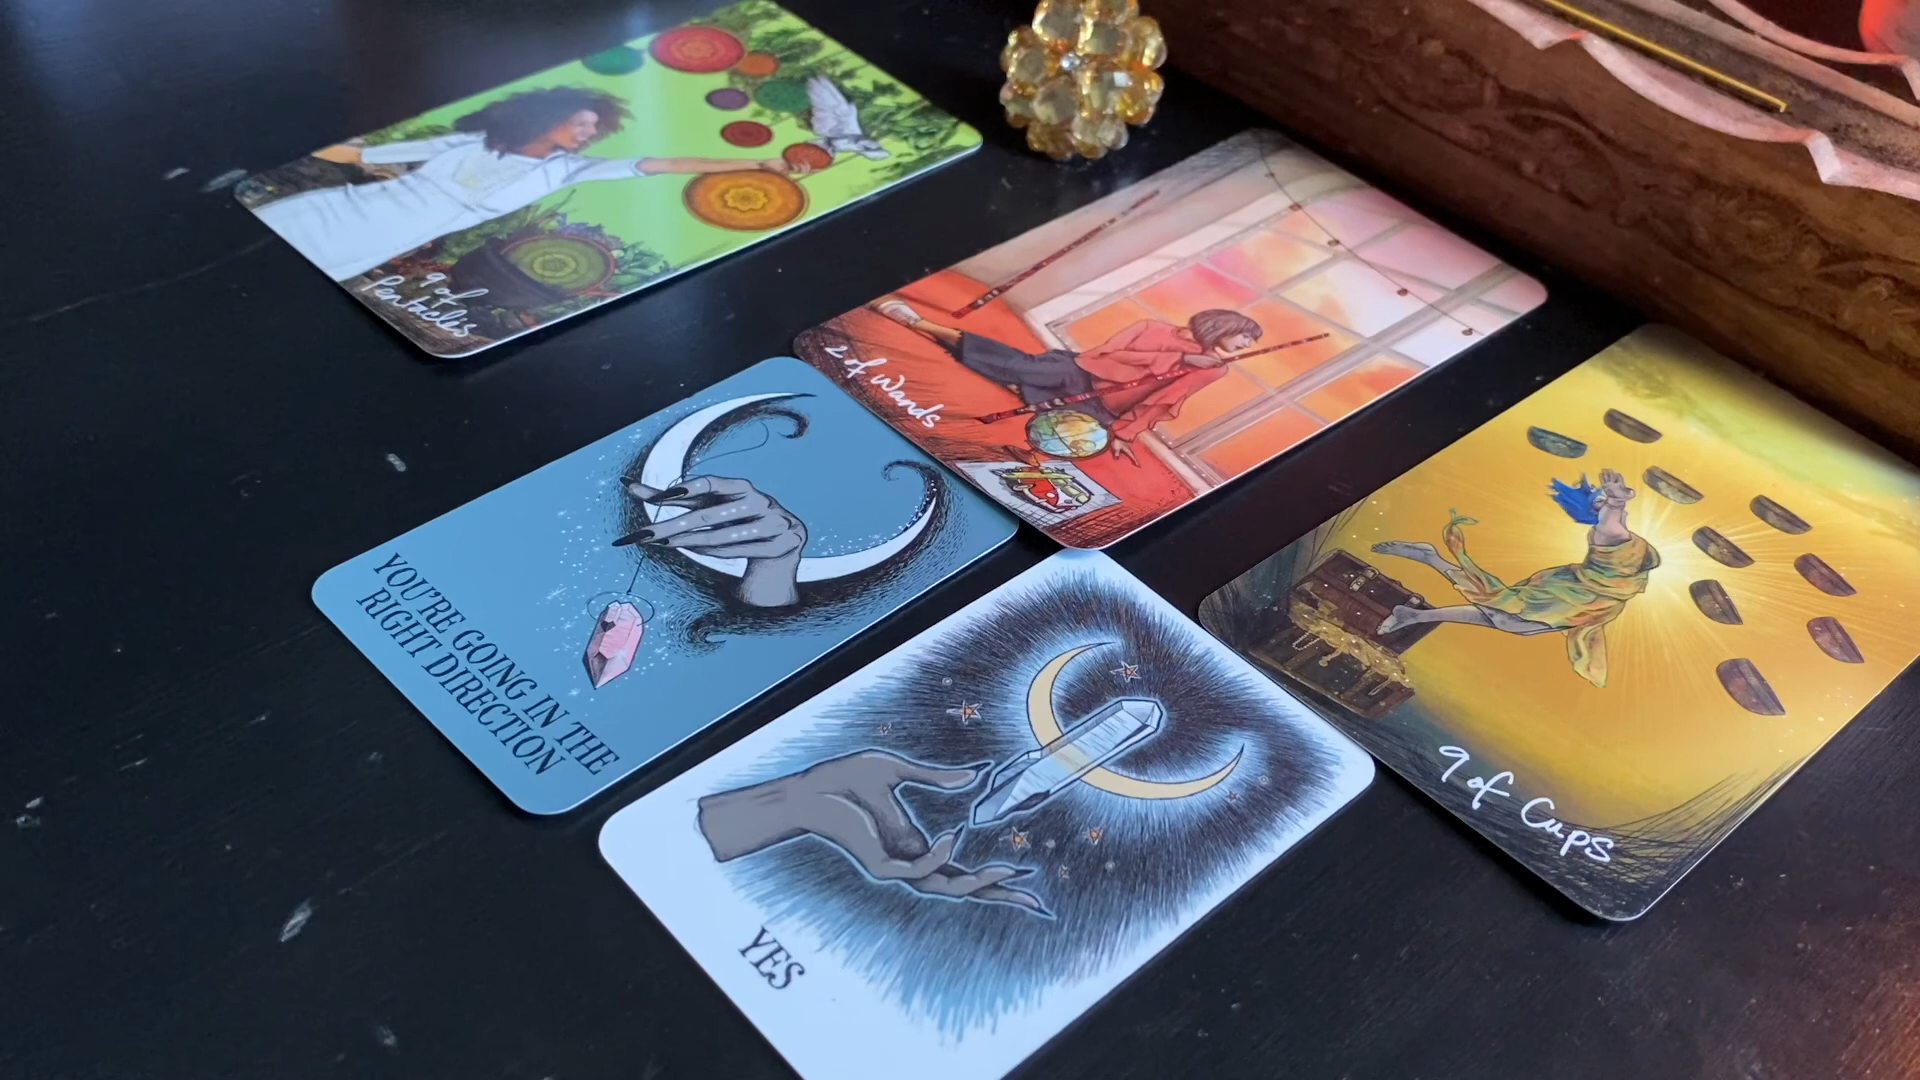 9 of
Pentacles
2 of Wands
9 of Cups
YOU'RE GOING IN THE
RIGHT DIRECTION
YES